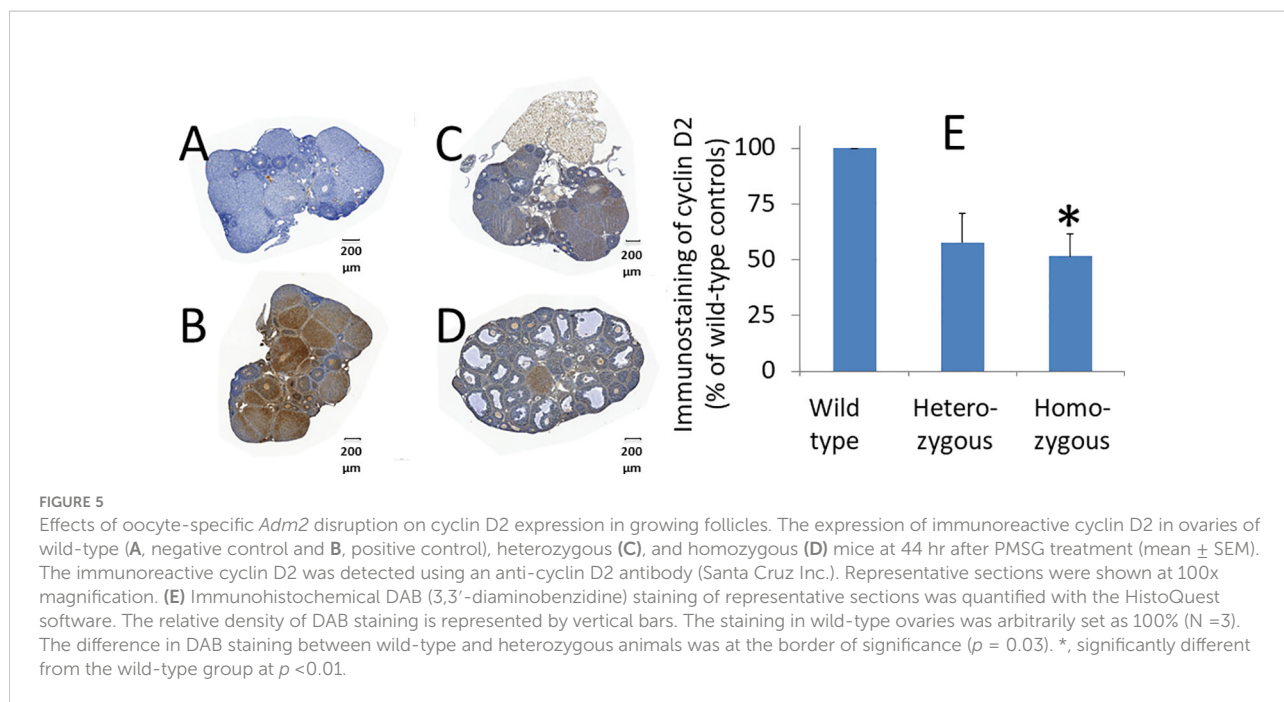 A
200
μm
B
200
μm
C
200
μm
D
200
μm
E
Immunostaining of cyclin D2
(% of wild-type controls)
100
75
50
25
0
*
Wild
type
Hetero-
zygous
Homo-
zygous
FIGURE 5
Effects of oocyte-specific Adm2 disruption on cyclin D2 expression in growing follicles. The expression of immunoreactive cyclin D2 in ovaries of
wild-type (A, negative control and B, positive control), heterozygous (C), and homozygous (D) mice at 44 hr after PMSG treatment (mean ± SEM).
The immunoreactive cyclin D2 was detected using an anti-cyclin D2 antibody (Santa Cruz Inc.). Representative sections were shown at 100x
magnification. (E) Immunohistochemical DAB (3,3′-diaminobenzidine) staining of representative sections was quantified with the HistoQuest
software. The relative density of DAB staining is represented by vertical bars. The staining in wild-type ovaries was arbitrarily set as 100% (N =3).
The difference in DAB staining between wild-type and heterozygous animals was at the border of significance (p = 0.03). *, significantly different
from the wild-type group at p <0.01.